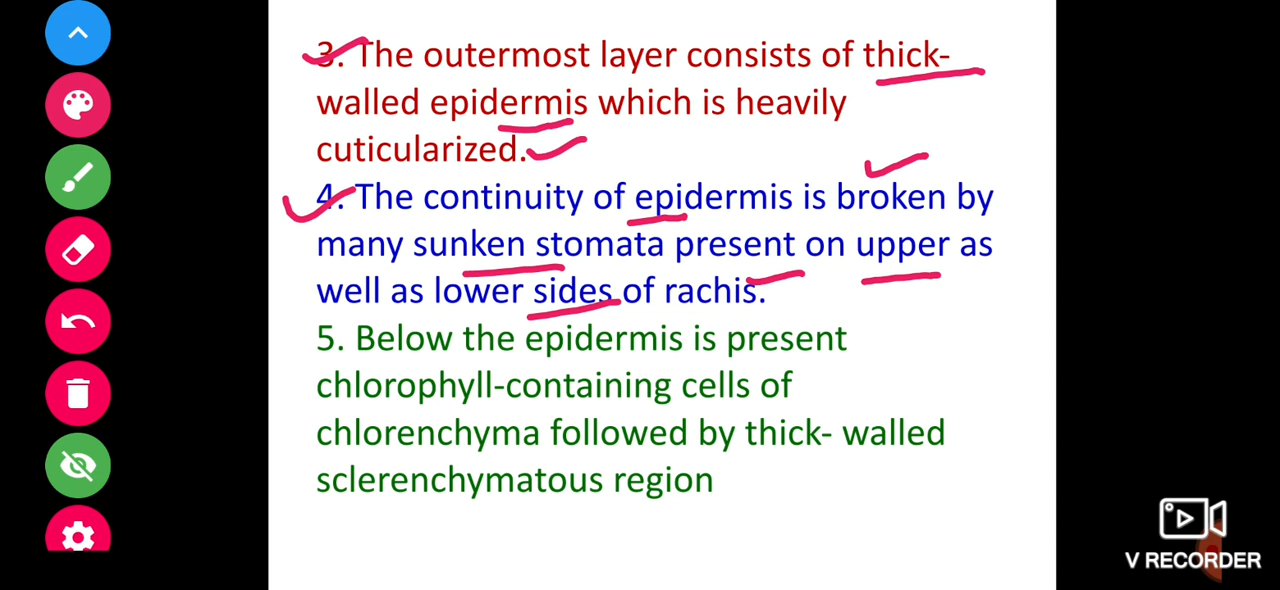 3. The outermost layer consists of thick-
walled epidermis which is heavily
cuticularized.
4. The continuity of epidermis is broken by
many sunken stomata present on upper as
well as lower sides of rachis.
5. Below the epidermis is present
chlorophyll-containing cells of
chlorenchyma followed by thick- walled
sclerenchymatous region
V RECORDER